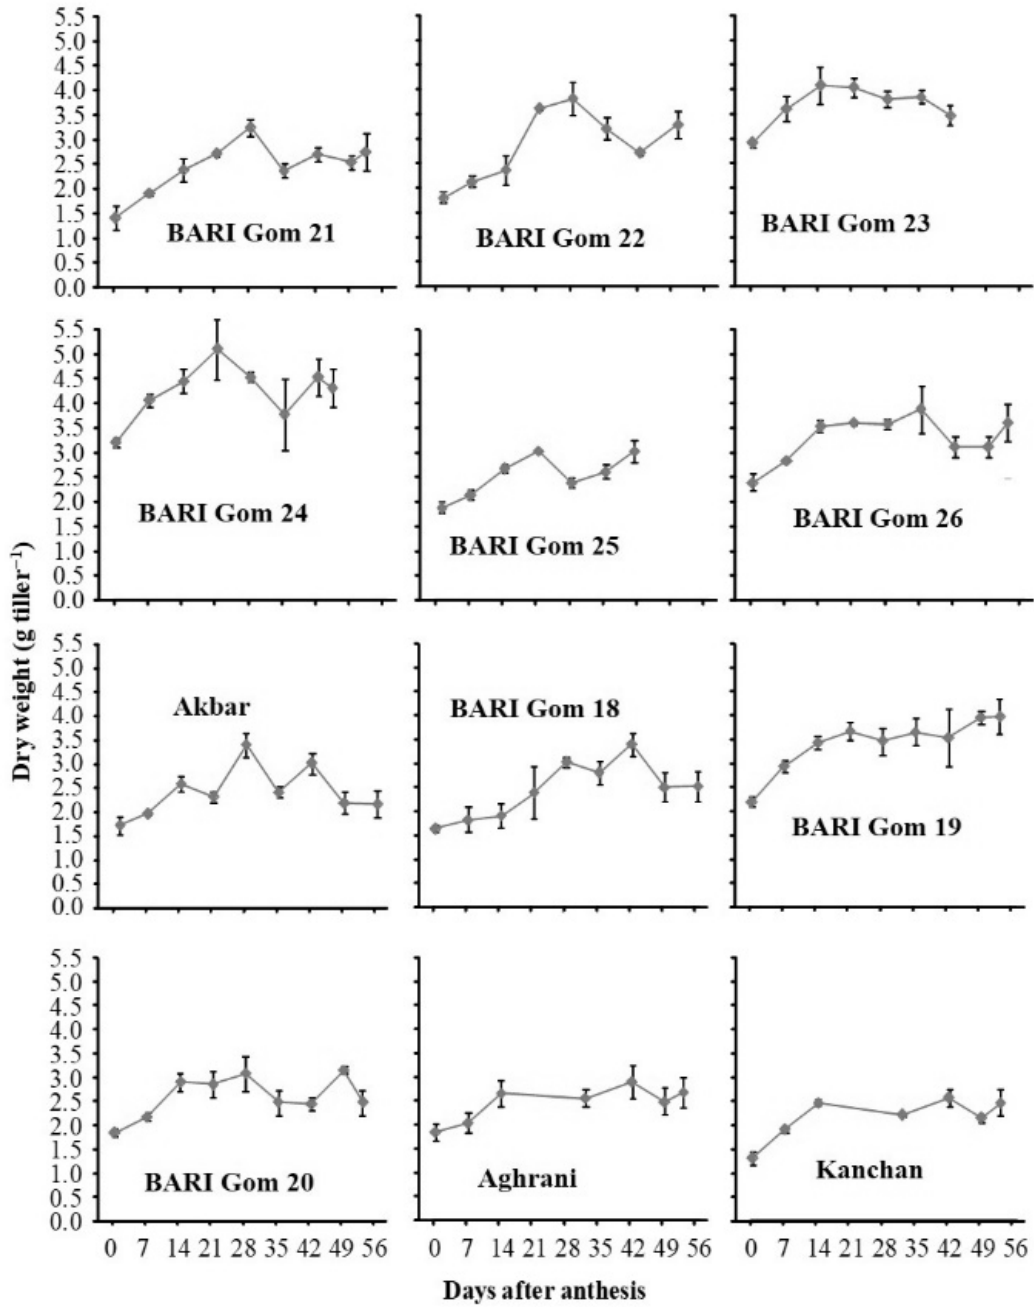 5.5
5.0
4.5
4.0
3.5
3.0
2.5
2.0
1.5
1.0
0.5
0.0
BARI Gom 21
BARI Gom 22
BARI Gom 23
5.5
5.0
4.5
4.0
3.5
3.0
2.5
2.0
1.5
1.0
0.5
0.0
BARI Gom 24
BARI Gom 25
BARI Gom 26
Dry weight (g tiller⁻¹)
5.5
5.0
4.5
4.0
3.5
3.0
2.5
2.0
1.5
1.0
0.5
0.0
Akbar
BARI Gom 18
BARI Gom 19
5.5
5.0
4.5
4.0
3.5
3.0
2.5
2.0
1.5
1.0
0.5
0.0
BARI Gom 20
Aghrani
Kanchan
0 7 14 21 28 35 42 49 56
0 7 14 21 28 35 42 49 56
0 7 14 21 28 35 42 49 56
Days after anthesis